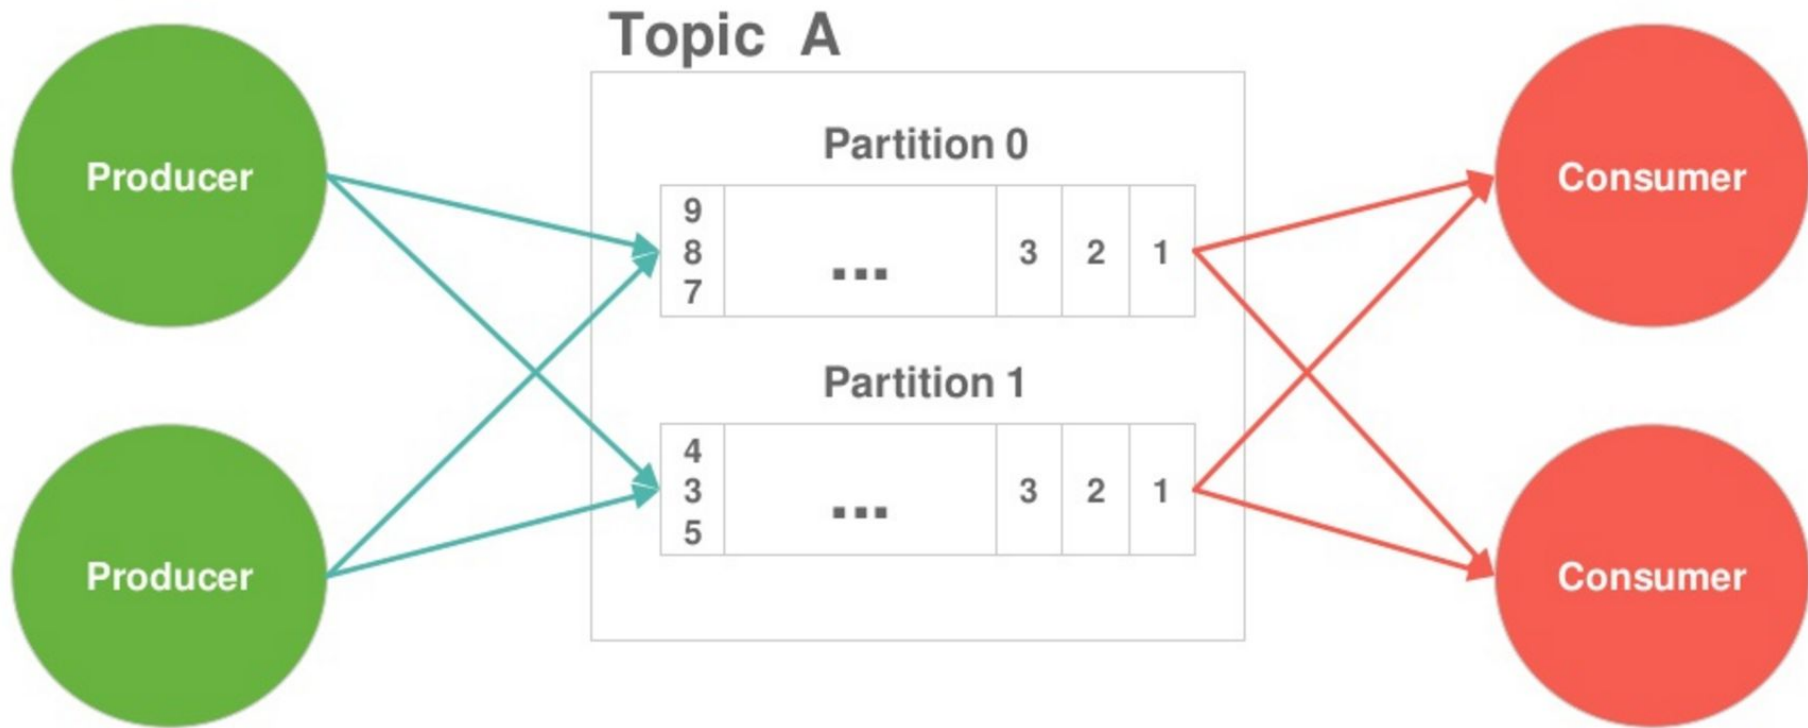 Topic A
Producer
Partition 0
9
8
7
... 3 2 1
Consumer
Partition 1
4
3
5
... 3 2 1
Producer
Consumer